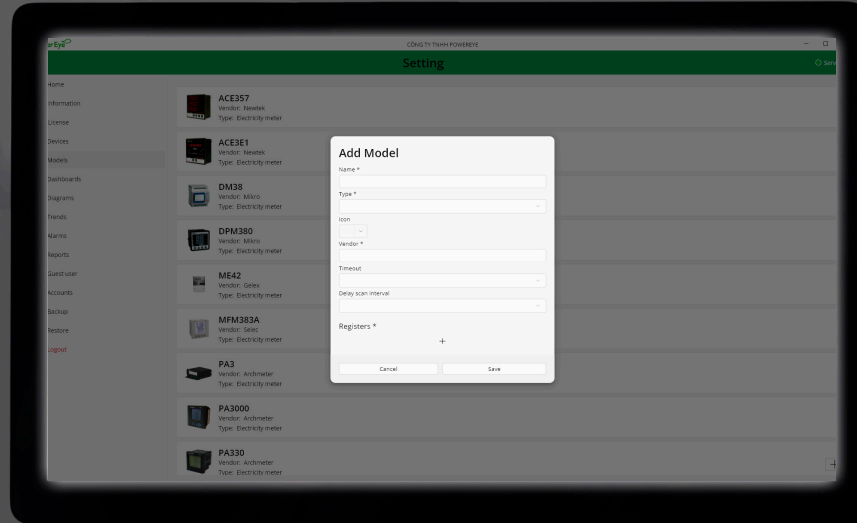 erEye
CÔNG TY TNHH POWEREYE
Setting
Serv
Home
Information
License
Devices
Models
Dashboards
Diagrams
Trends
Alarms
Reports
Guest user
Accounts
Backup
Restore
Logout
ACE357
Vendor: Newtek
Type: Electricity meter
ACE3E1
Vendor: Newtek
Type: Electricity meter
DM38
Vendor: Mikro
Type: Electricity meter
DPM380
Vendor: Mikro
Type: Electricity meter
ME42
Vendor: Gelex
Type: Electricity meter
MFM383A
Vendor: Selec
Type: Electricity meter
PA3
Vendor: Archmeter
Type: Electricity meter
PA3000
Vendor: Archmeter
Type: Electricity meter
PA330
Vendor: Archmeter
Type: Electricity meter
Add Model
Name *
Type *
Icon
Vendor *
Timeout
Delay scan interval
Registers *
+
Cancel
Save